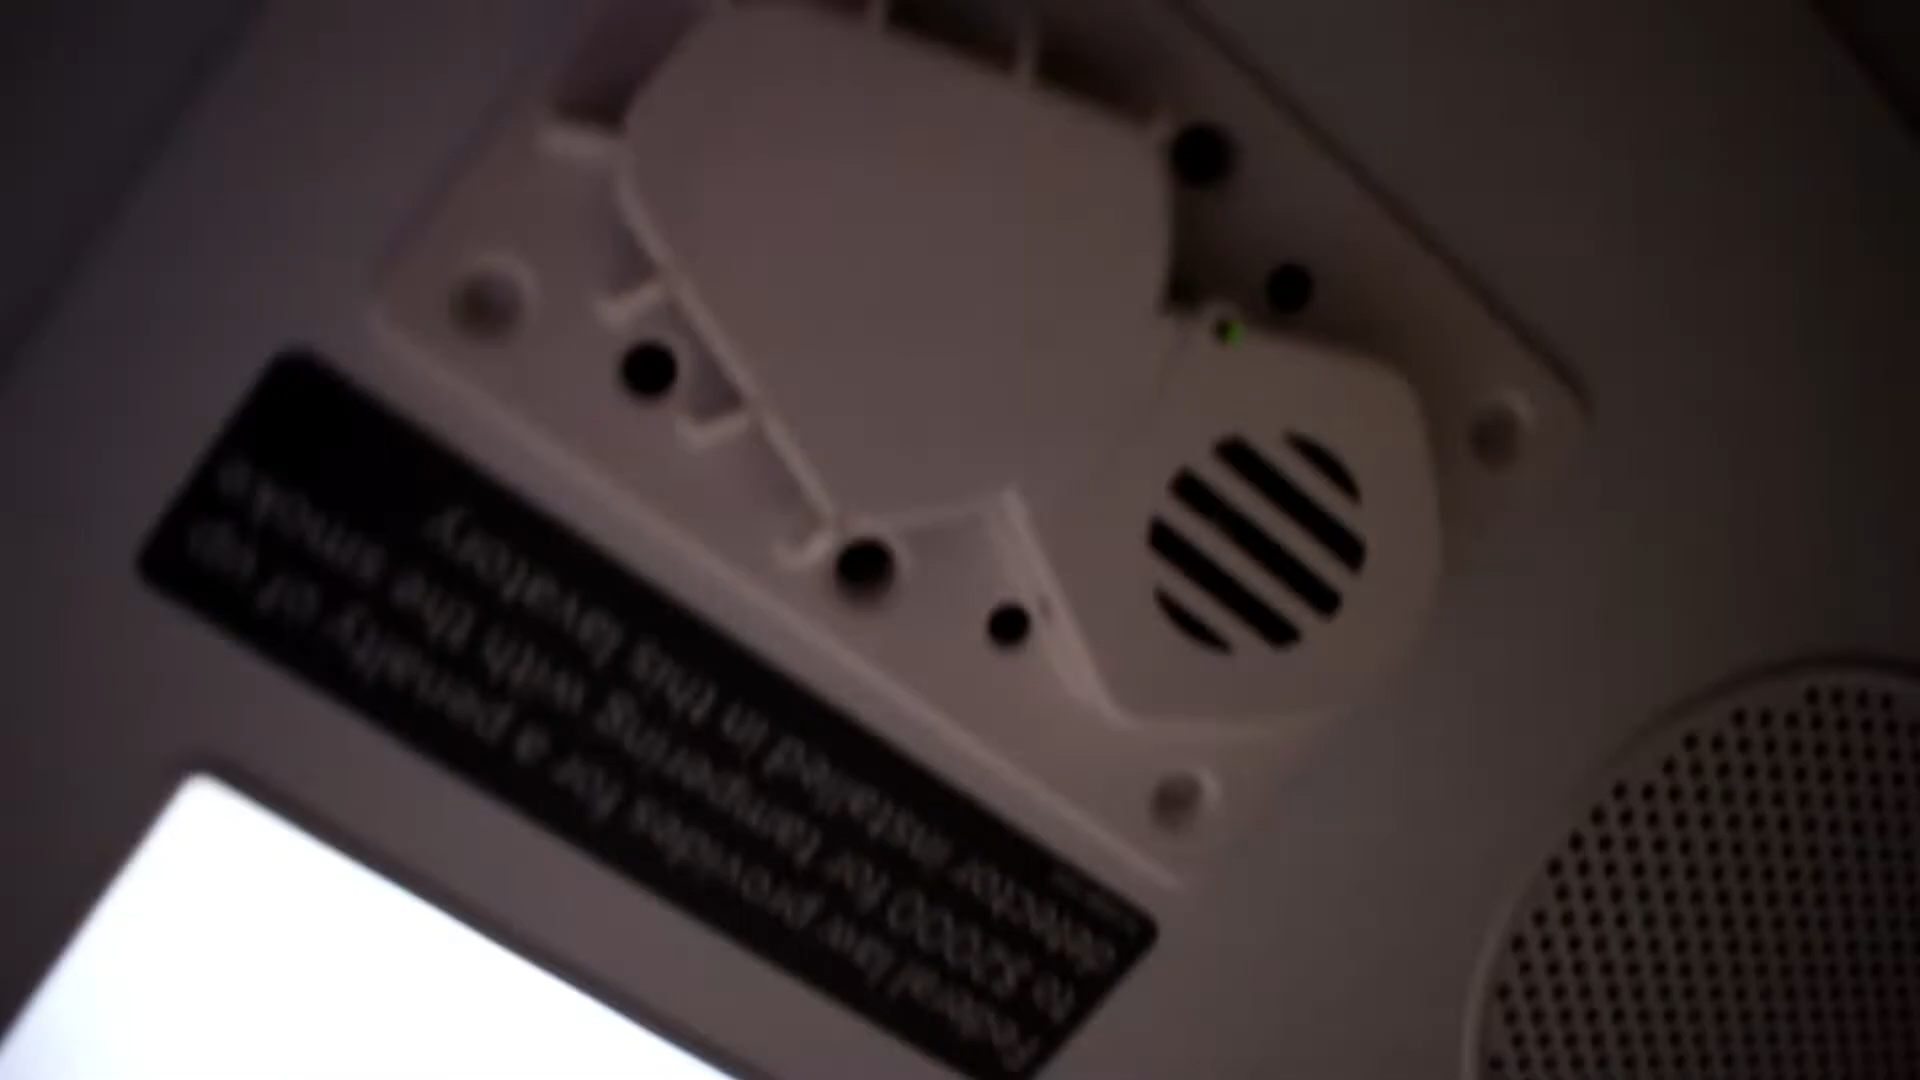 Federal law provides for a penalty of up
to $2000 for tampering with the smoke
detector installed in this lavatory